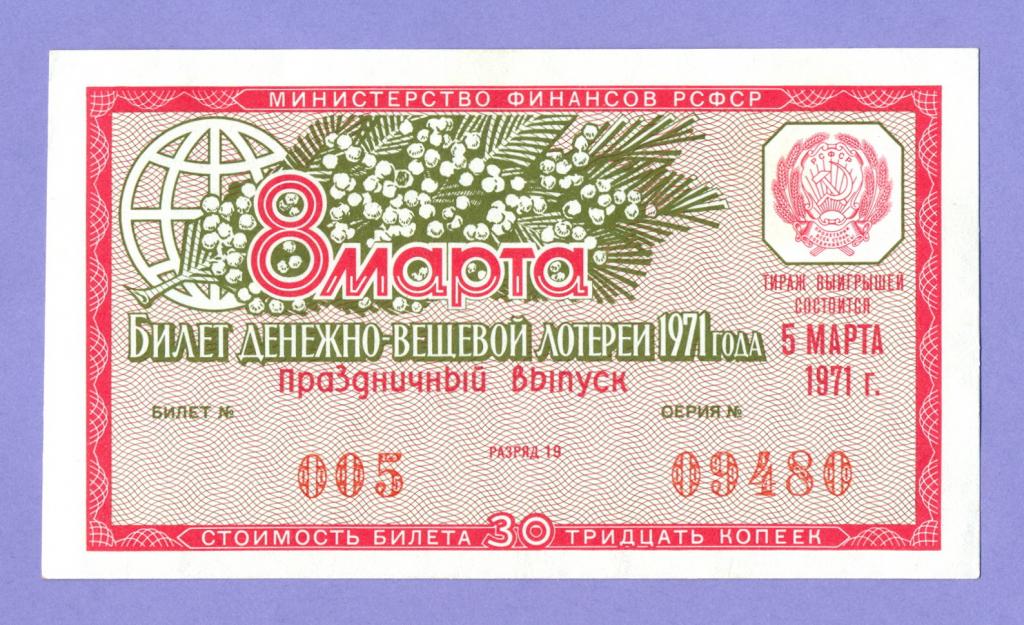 МИНИСТЕРСТВО ФИНАНСОВ РСФСР
РСФСР
8 марта
ТИРАЖ ВЫИГРЫШЕЙ
СОСТОИТСЯ
5 МАРТА
1971 г.
БИЛЕТ ДЕНЕЖНО-ВЕЩЕВОЙ ЛОТЕРЕИ 1971 ГОДА
Праздничный выпуск
БИЛЕТ №
СЕРИЯ №
005
РАЗРЯД 19
09480
СТОИМОСТЬ БИЛЕТА 30 ТРИДЦАТЬ КОПЕЕК